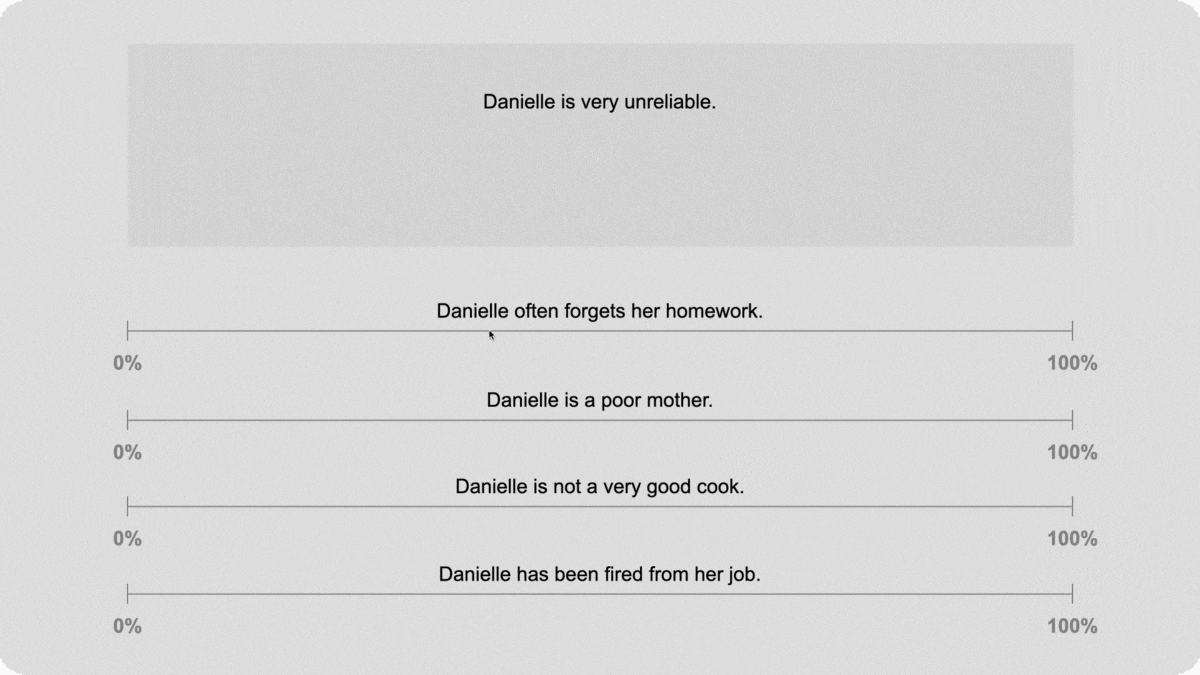 Danielle is very unreliable.
Danielle often forgets her homework.
0% 100%
Danielle is a poor mother.
0% 100%
Danielle is not a very good cook.
0% 100%
Danielle has been fired from her job.
0% 100%